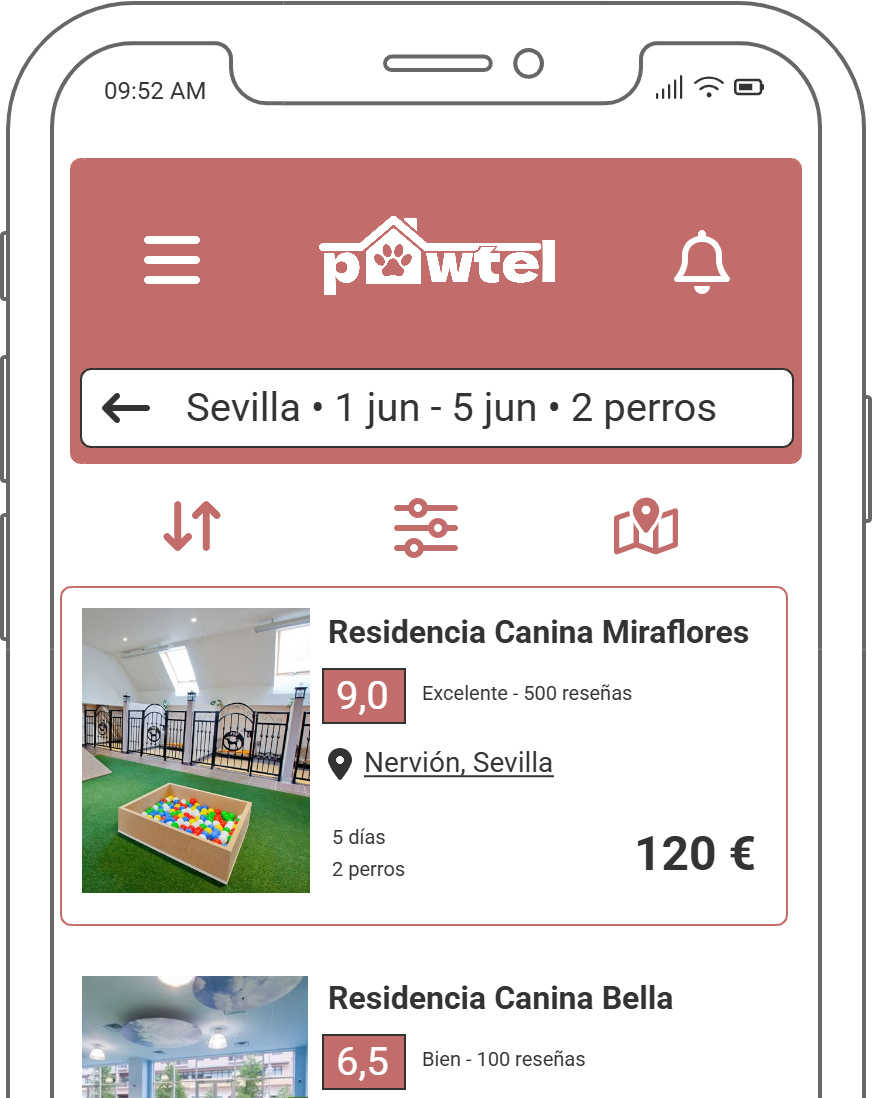 09:52 AM
pawtel
Sevilla • 1 jun - 5 jun • 2 perros
Residencia Canina Miraflores
9,0
Excelente - 500 reseñas
Nervión, Sevilla
5 días
2 perros
120 €
Residencia Canina Bella
6,5
Bien - 100 reseñas